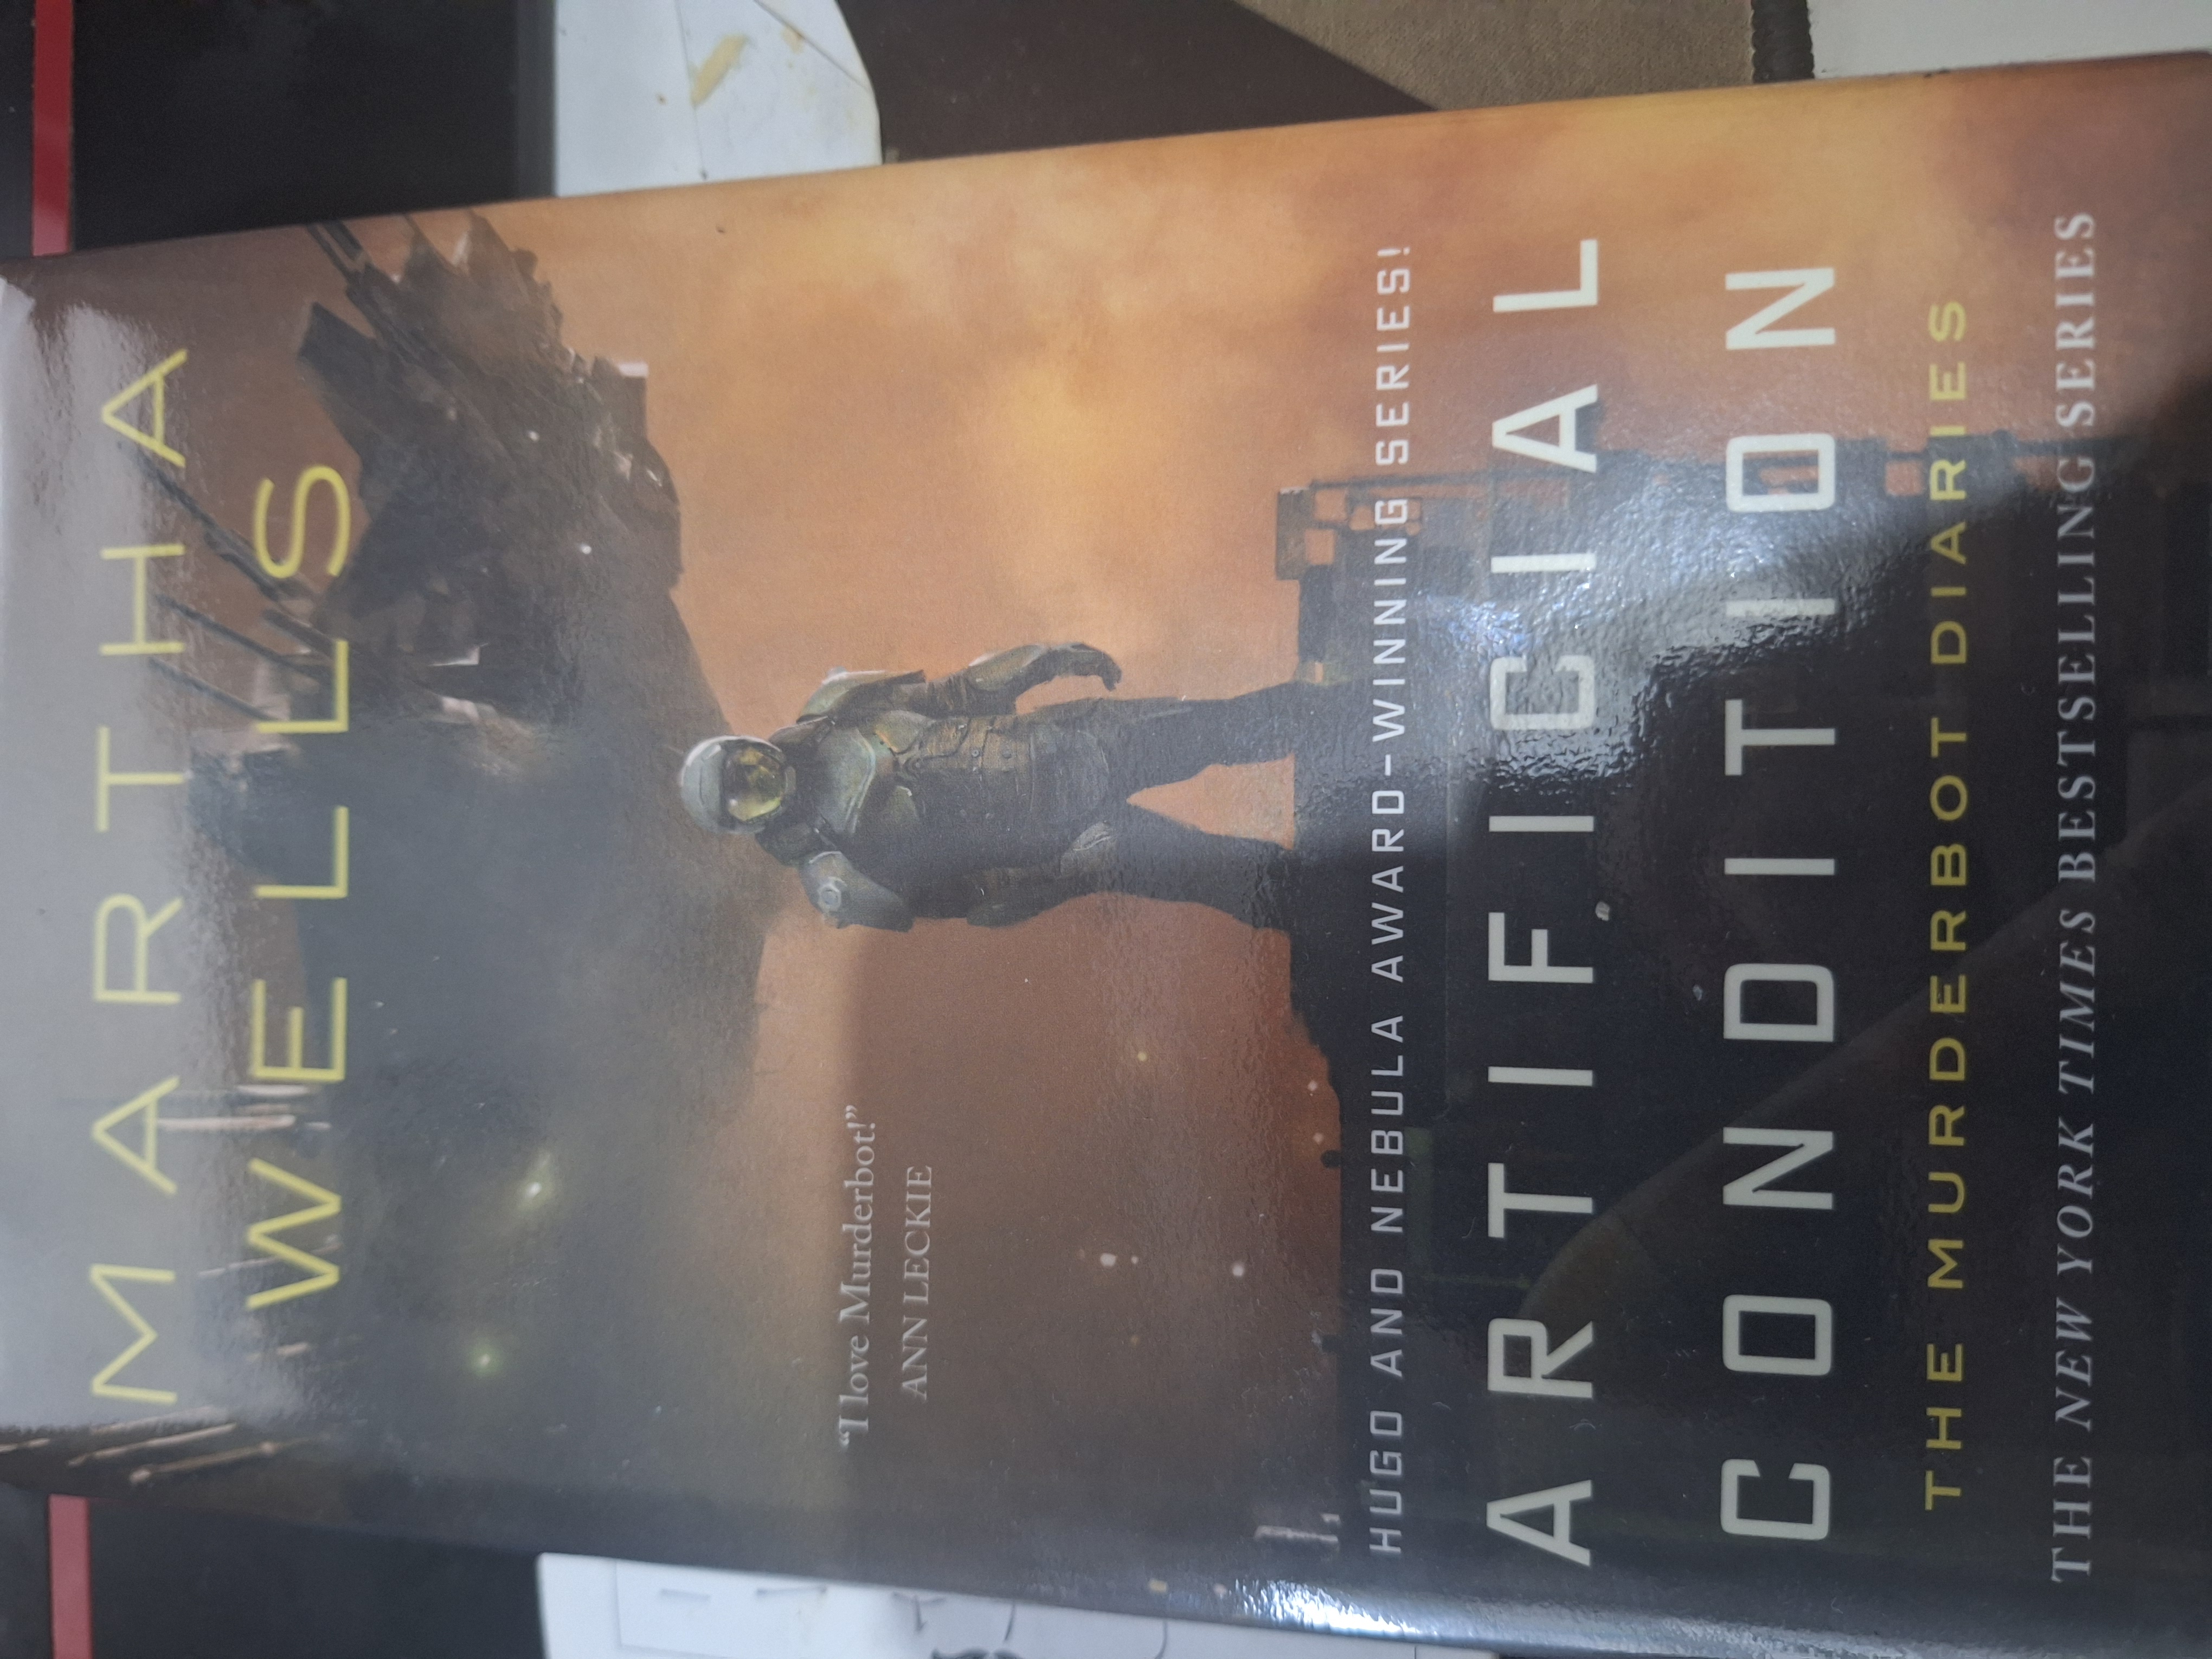 MARTHA
WELLS
“I love Murderbot!”
ANN LECKIE
HUGO AND NEBULA AWARD–WINNING SERIES!
ARTIFICIAL
CONDITION
THE MURDERBOT DIARIES
THE NEW YORK TIMES BESTSELLING SERIES